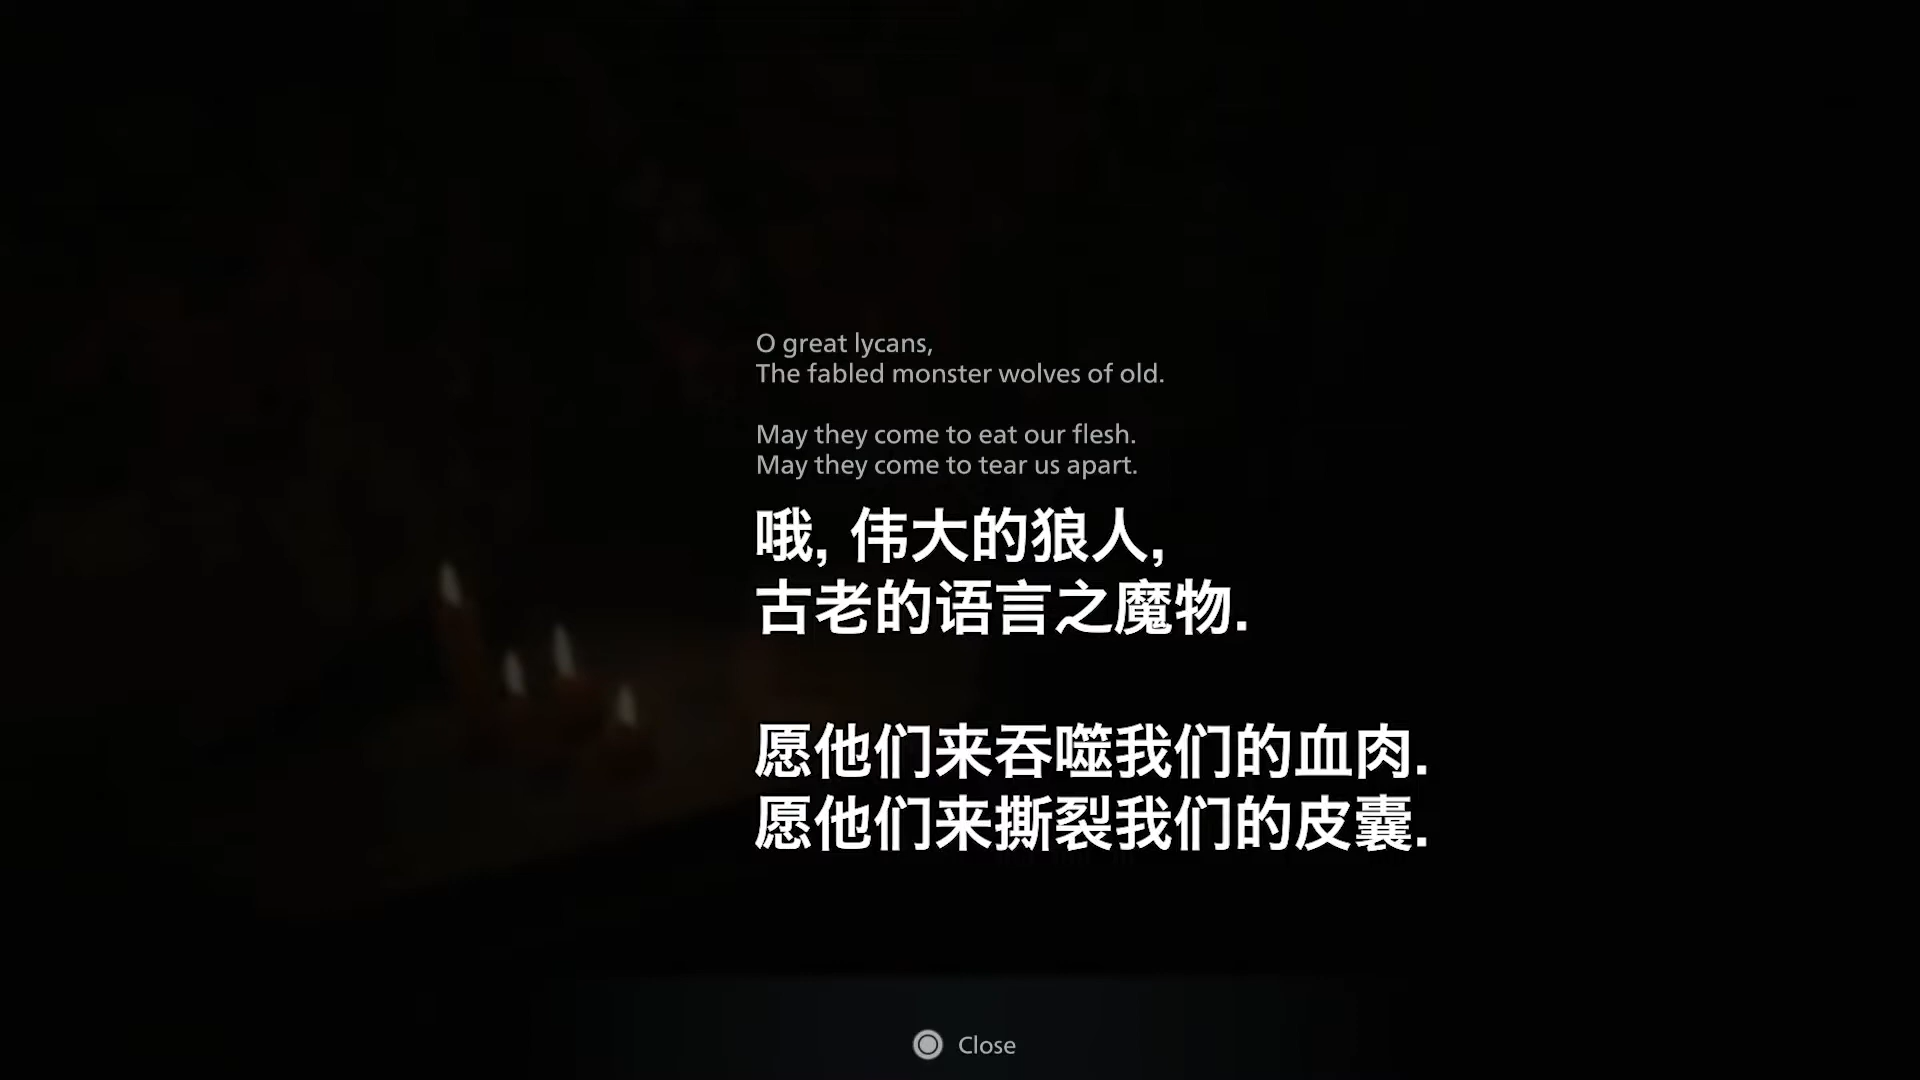 O great lycans,
The fabled monster wolves of old.
May they come to eat our flesh.
May they come to tear us apart.
哦, 伟大的狼人,
古老的语言之魔物.
愿他们来吞噬我们的血肉.
愿他们来撕裂我们的皮囊.
Close